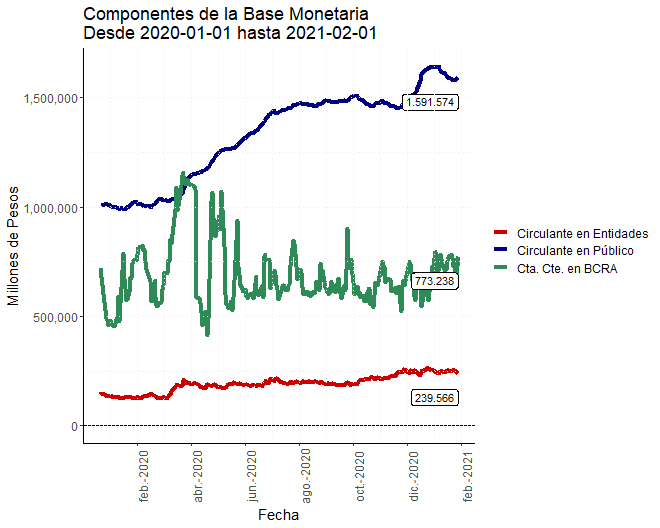 Componentes de la Base Monetaria
Desde 2020-01-01 hasta 2021-02-01
Millones de Pesos
1,500,000
1,000,000
500,000
0
1.591.574
773.238
239.566
feb.-2020
abr.-2020
jun.-2020
ago.-2020
oct.-2020
dic.-2020
feb.-2021
Fecha
Circulante en Entidades
Circulante en Público
Cta. Cte. en BCRA